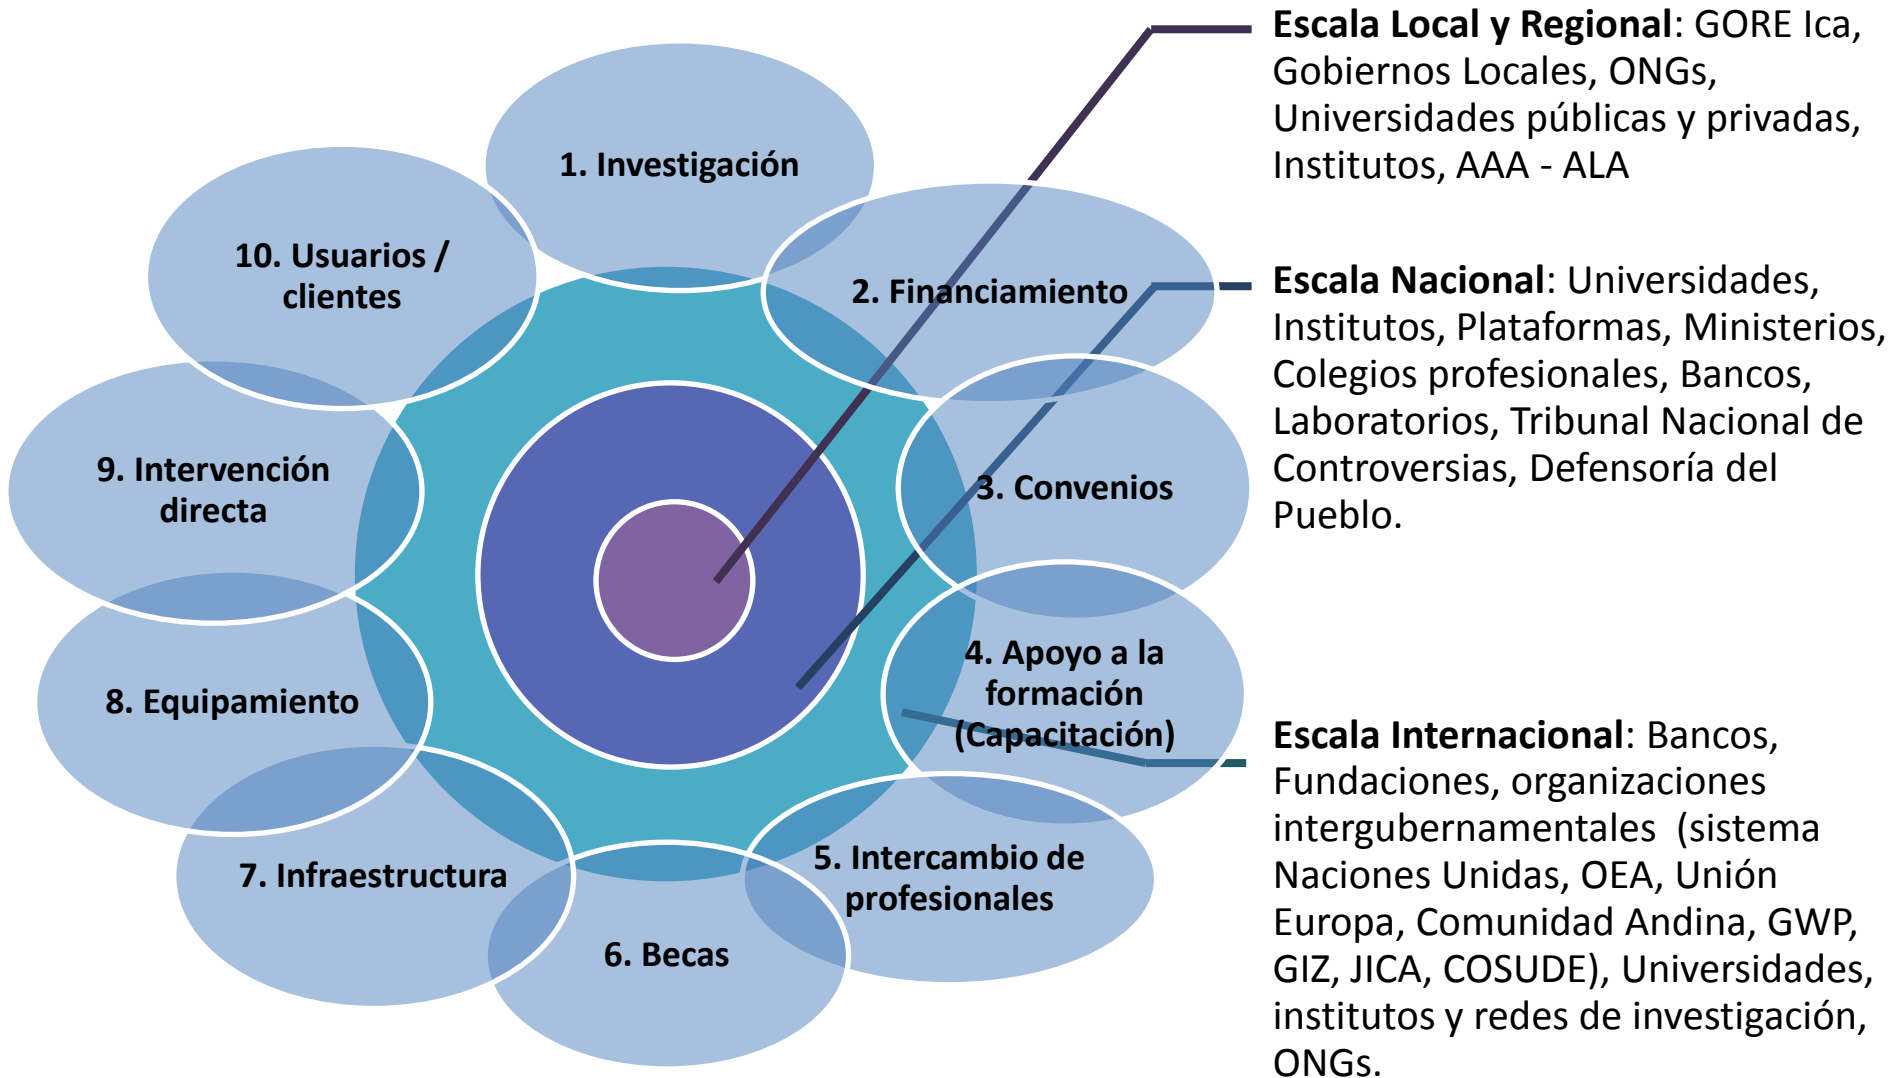 1. Investigación
2. Financiamiento
3. Convenios
4. Apoyo a la
formación
(Capacitación)
5. Intercambio de
profesionales
6. Becas
7. Infraestructura
8. Equipamiento
9. Intervención
directa
10. Usuarios /
clientes
Escala Local y Regional: GORE Ica,
Gobiernos Locales, ONGs,
Universidades públicas y privadas,
Institutos, AAA - ALA
Escala Nacional: Universidades,
Institutos, Plataformas, Ministerios,
Colegios profesionales, Bancos,
Laboratorios, Tribunal Nacional de
Controversias, Defensoría del
Pueblo.
Escala Internacional: Bancos,
Fundaciones, organizaciones
intergubernamentales (sistema
Naciones Unidas, OEA, Unión
Europa, Comunidad Andina, GWP,
GIZ, JICA, COSUDE), Universidades,
institutos y redes de investigación,
ONGs.